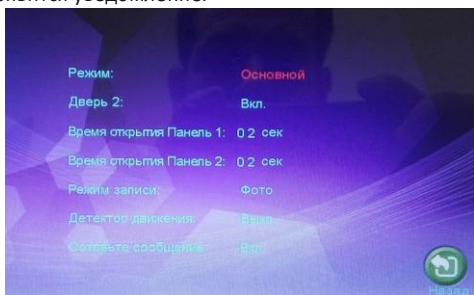 уведомление.
Режим: Основной
Дверь 2: Вкл.
Время открытия Панель 1: 02 сек
Время открытия Панель 2: 02 сек
Режим записи: Фото
Детектор движения: Выкл.
Оставьте сообщение: Вкл.
Назад